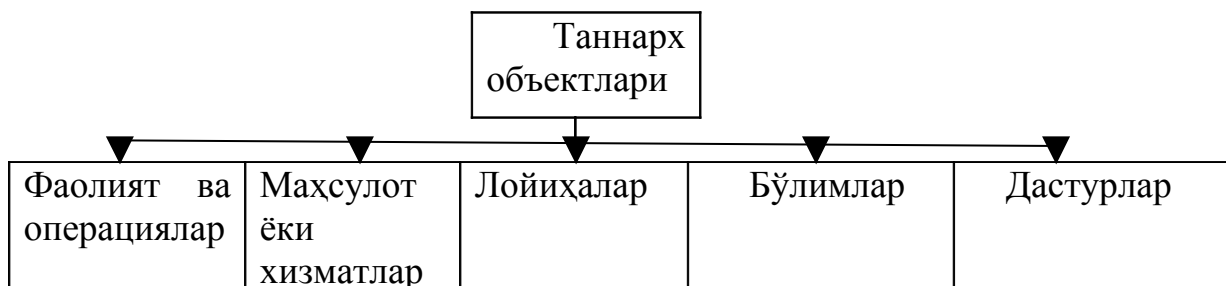 Таннарх
объектлари
Фаолият ва
операциялар
Маҳсулот
ёки
хизматлар
Лойиҳалар
Бўлимлар
Дастурлар